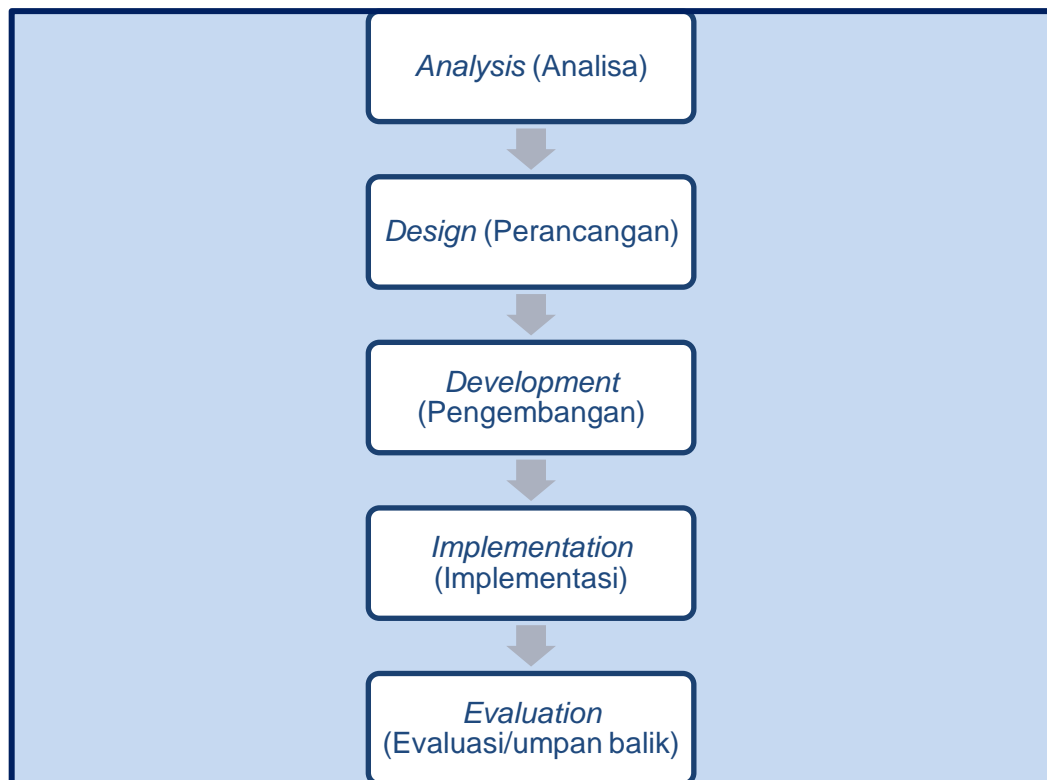 Analysis (Analisa)
Design (Perancangan)
Development
(Pengembangan)
Implementation
(Implementasi)
Evaluation
(Evaluasi/umpan balik)